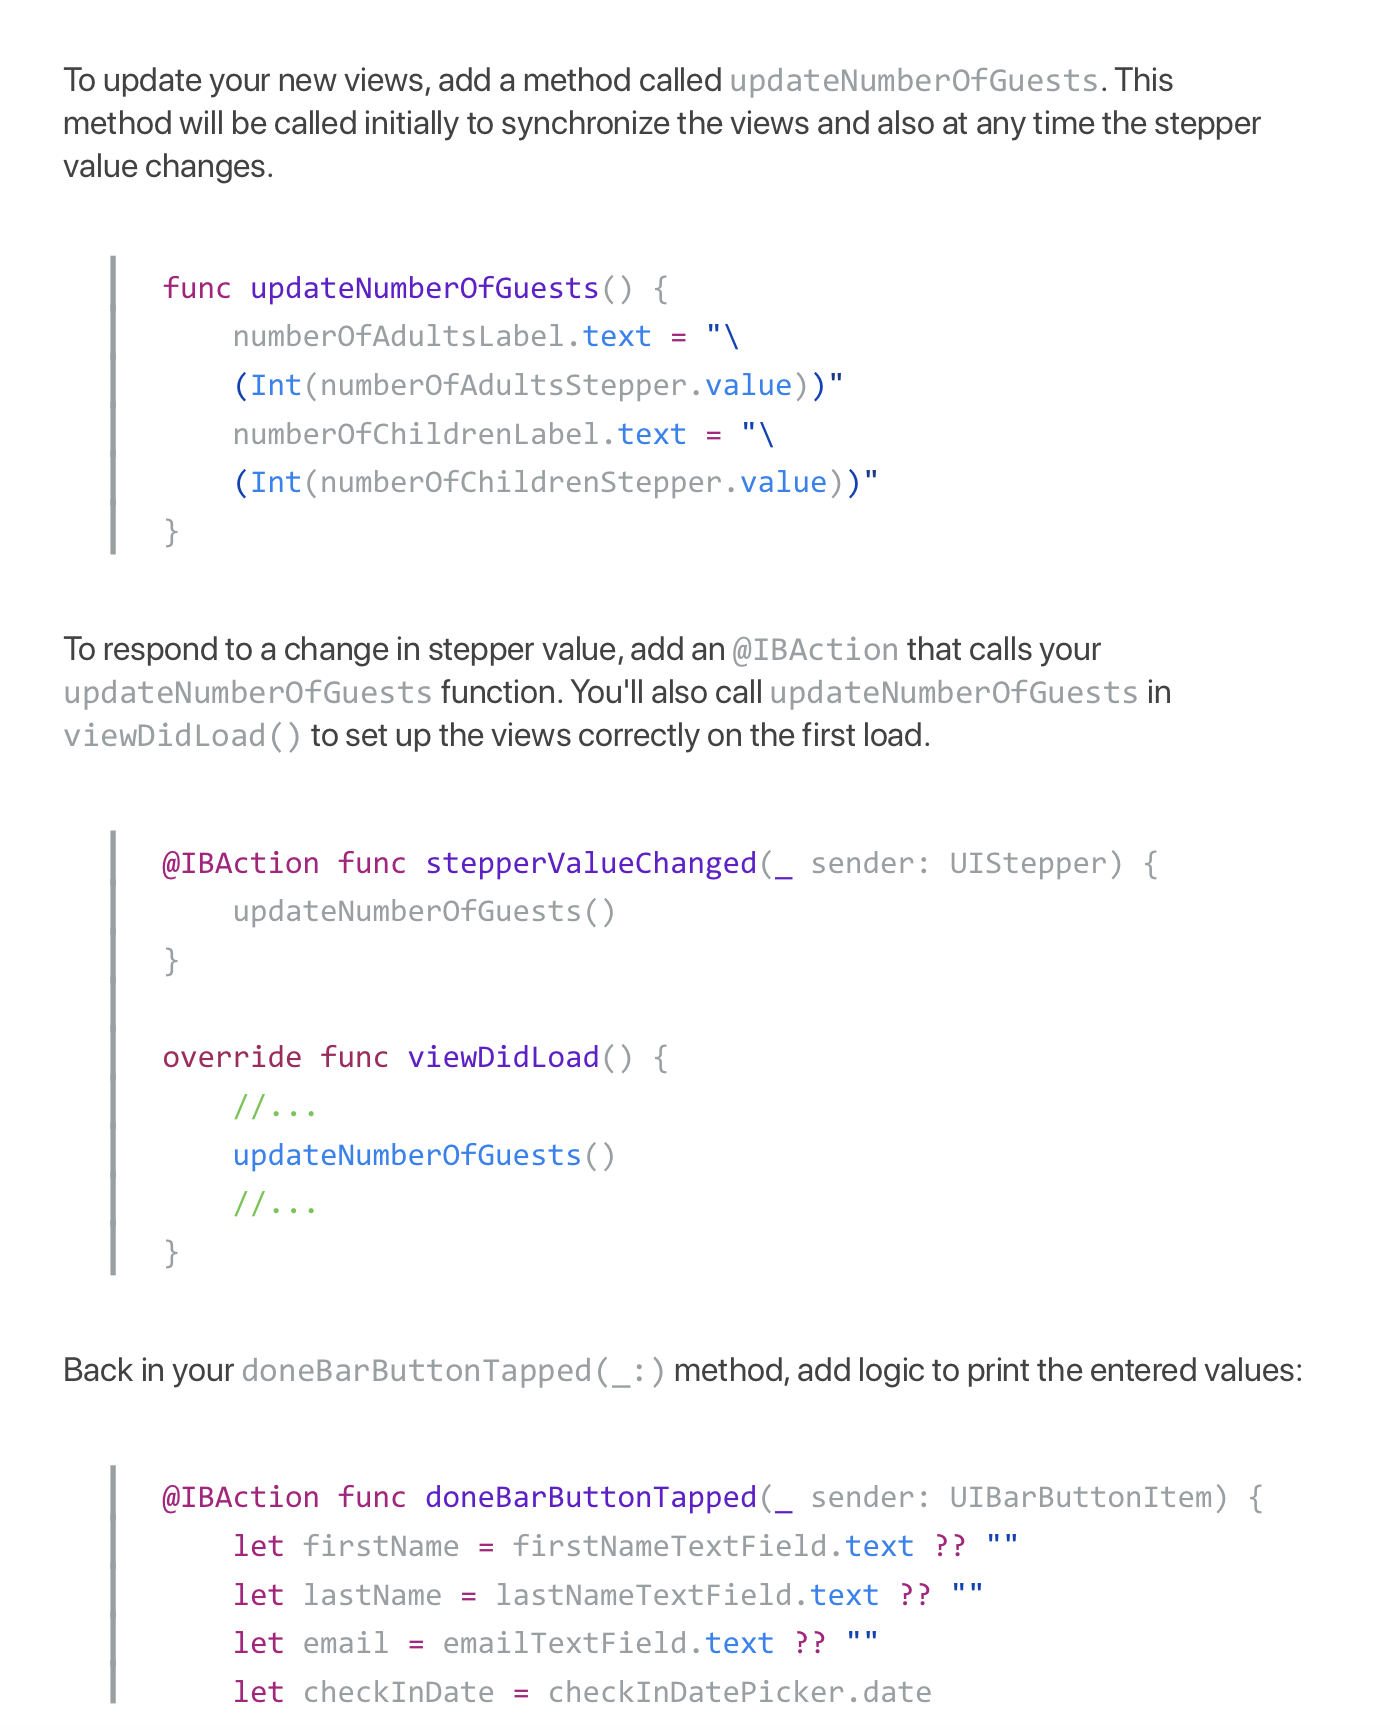 To update your new views, add a method called updateNumberOfGuests. This
method will be called initially to synchronize the views and also at any time the stepper
value changes.
func updateNumberOfGuests() {
    numberOfAdultsLabel.text = "\
    (Int(numberOfAdultsStepper.value))"
    numberOfChildrenLabel.text = "\
    (Int(numberOfChildrenStepper.value))"
}
To respond to a change in stepper value, add an @IBAction that calls your
updateNumberOfGuests function. You'll also call updateNumberOfGuests in
viewDidLoad() to set up the views correctly on the first load.
@IBAction func stepperValueChanged(_ sender: UIStepper) {
    updateNumberOfGuests()
}
override func viewDidLoad() {
    //...
    updateNumberOfGuests()
    //...
}
Back in your doneBarButtonTapped(_:) method, add logic to print the entered values:
@IBAction func doneBarButtonTapped(_ sender: UIBarButtonItem) {
    let firstName = firstNameTextField.text ?? ""
    let lastName = lastNameTextField.text ?? ""
    let email = emailTextField.text ?? ""
    let checkInDate = checkInDatePicker.date